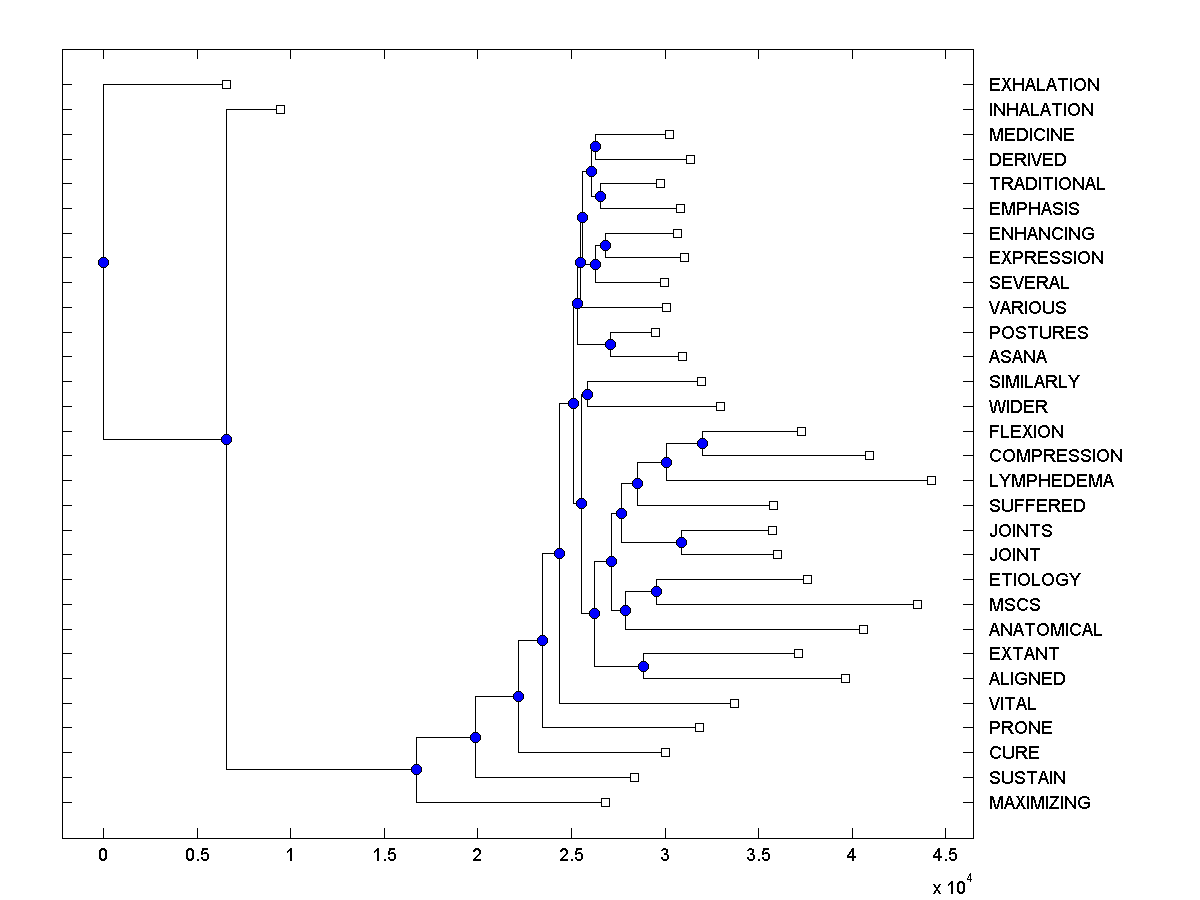 EXHALATION
INHALATION
MEDICINE
DERIVED
TRADITIONAL
EMPHASIS
ENHANCING
EXPRESSION
SEVERAL
VARIOUS
POSTURES
ASANA
SIMILARLY
WIDER
FLEXION
COMPRESSION
LYMPHEDEMA
SUFFERED
JOINTS
JOINT
ETIOLOGY
MSCS
ANATOMICAL
EXTANT
ALIGNED
VITAL
PRONE
CURE
SUSTAIN
MAXIMIZING
0 0.5 1 1.5 2 2.5 3 3.5 4 4.5
x 10^4